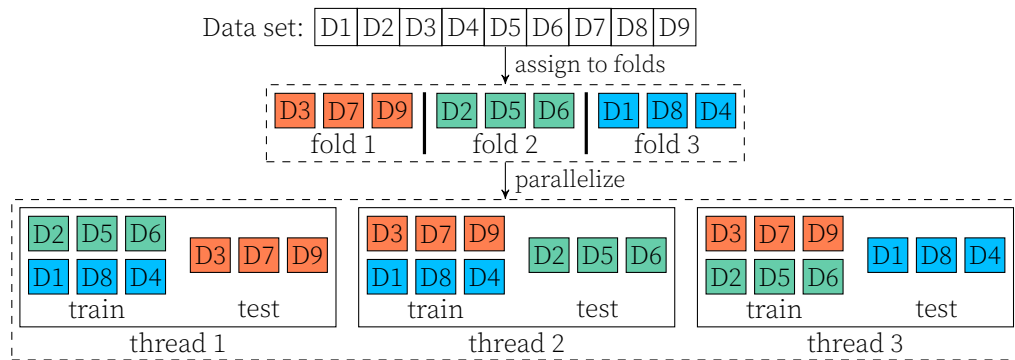 Data set: D1 D2 D3 D4 D5 D6 D7 D8 D9
assign to folds
D3 D7 D9 D2 D5 D6 D1 D8 D4
fold 1 fold 2 fold 3
parallelize
D2 D5 D6 D3 D7 D9 D3 D7 D9
D3 D7 D9 D2 D5 D6 D1 D8 D4
D1 D8 D4 D1 D8 D4 D2 D5 D6
train test train test train test
thread 1 thread 2 thread 3